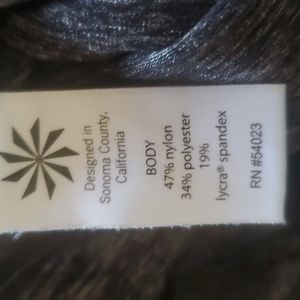 Designed in
Sonoma County,
California
BODY
47% nylon
34% polyester
19%
lycra® spandex
RN #54023